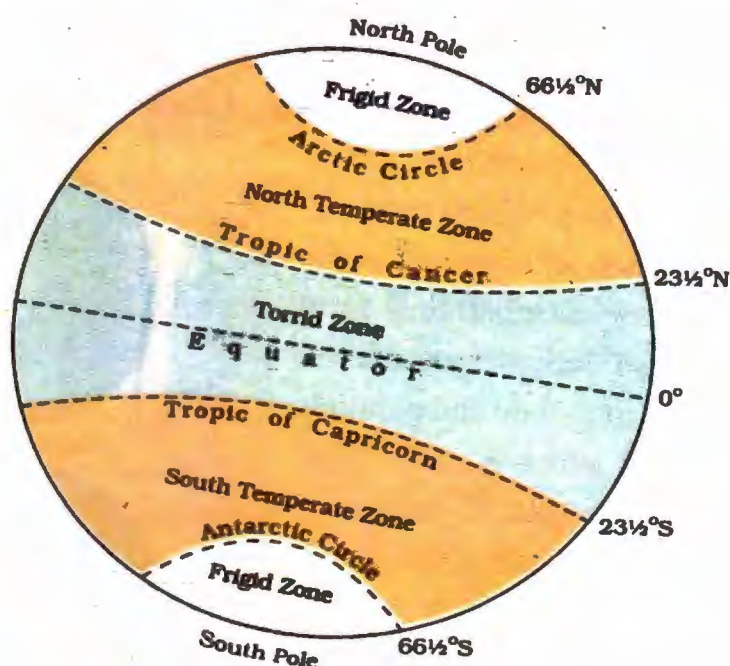 North Pole
66½°N
Frigid Zone
Arctic Circle
North Temperate Zone
Tropic of Cancer
23½°N
Torrid Zone
Equator
0°
Tropic of Capricorn
South Temperate Zone
23½°S
Antarctic Circle
Frigid Zone
66½°S
South Pole